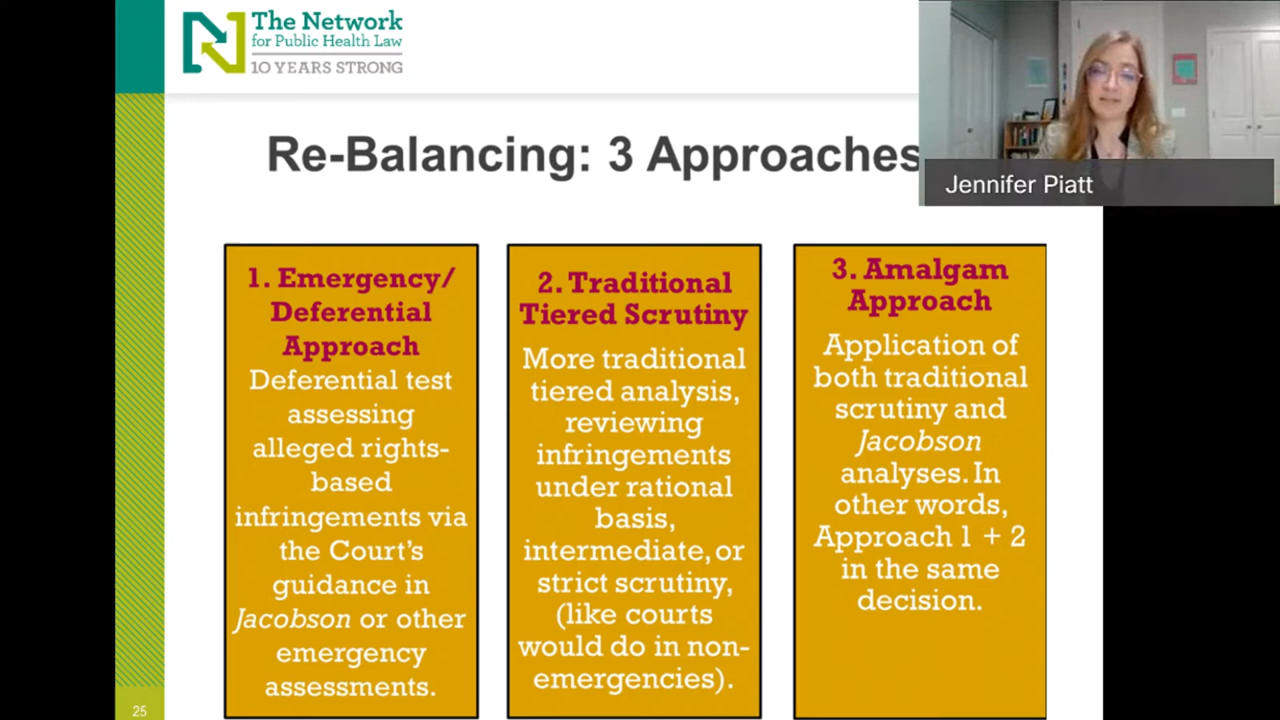 The Network
for Public Health Law
10 YEARS STRONG
Jennifer Piatt
Re-Balancing: 3 Approaches
1. Emergency/
Deferential
Approach
Deferential test
assessing
alleged rights-
based
infringements via
the Court's
guidance in
Jacobson or other
emergency
assessments.
2. Traditional
Tiered Scrutiny
More traditional
tiered analysis,
reviewing
infringements
under rational
basis,
intermediate, or
strict scrutiny,
(like courts
would do in non-
emergencies).
3. Amalgam
Approach
Application of
both traditional
scrutiny and
Jacobson
analyses. In
other words,
Approach 1 + 2
in the same
decision.
25